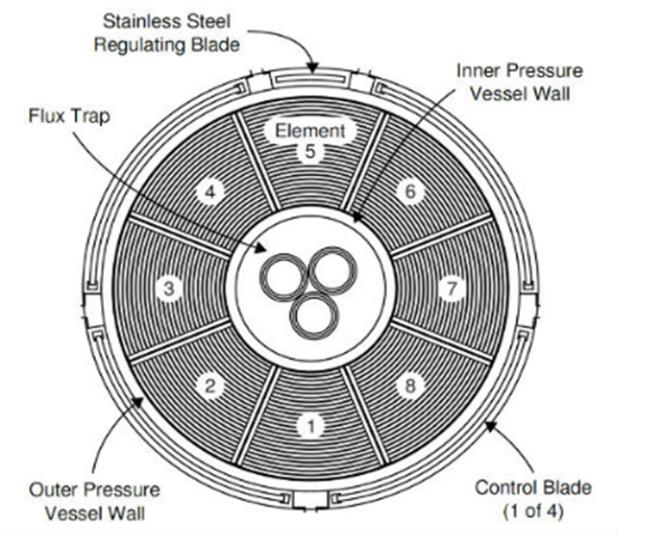 Stainless Steel
Regulating Blade
Inner Pressure
Vessel Wall
Flux Trap
Element
5
4
6
3
7
2
8
1
Outer Pressure
Vessel Wall
Control Blade
(1 of 4)